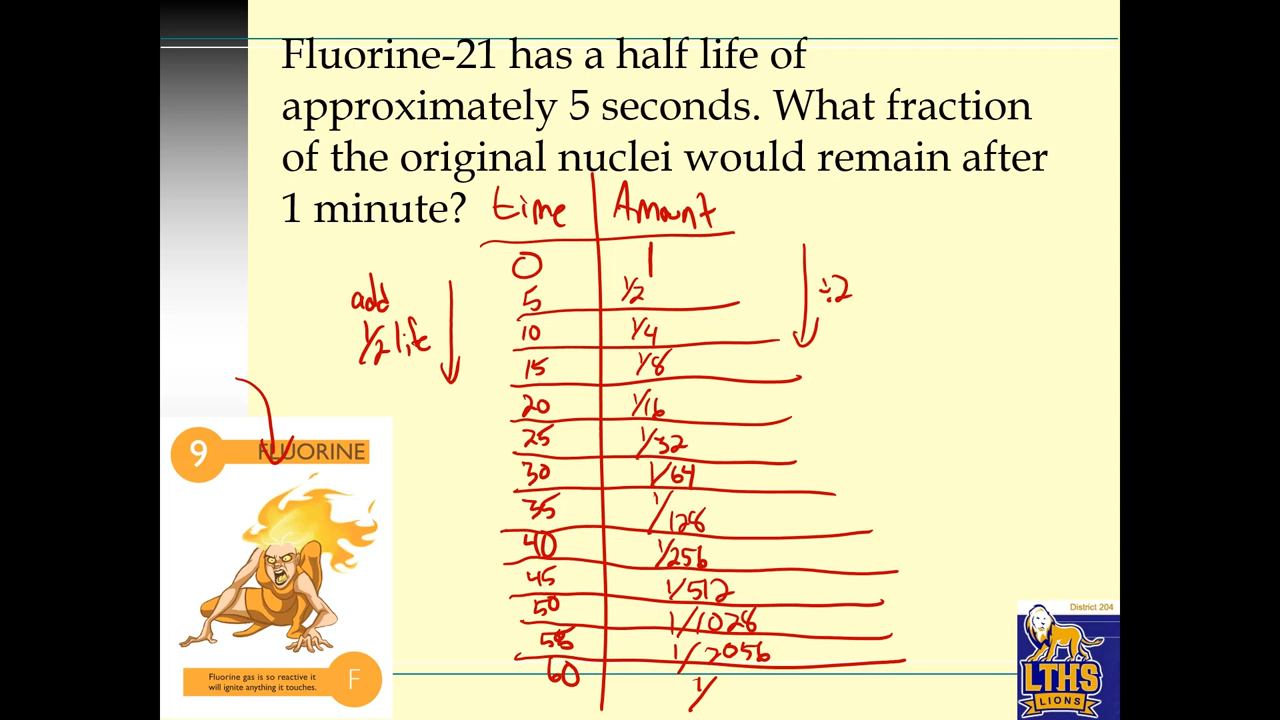 Fluorine-21 has a half life of
approximately 5 seconds. What fraction
of the original nuclei would remain after
1 minute?
time Amount
0 1
5 1/2
10 1/4
15 1/8
20 1/16
25 1/32
30 1/64
35 1/128
40 1/256
45 1/512
50 1/1028
55 1/2056
60 1/
add
1/2 life
÷2
9 FLUORINE
Fluorine gas is so reactive it
will ignite anything it touches.
F
District 204
LTHS
LIONS